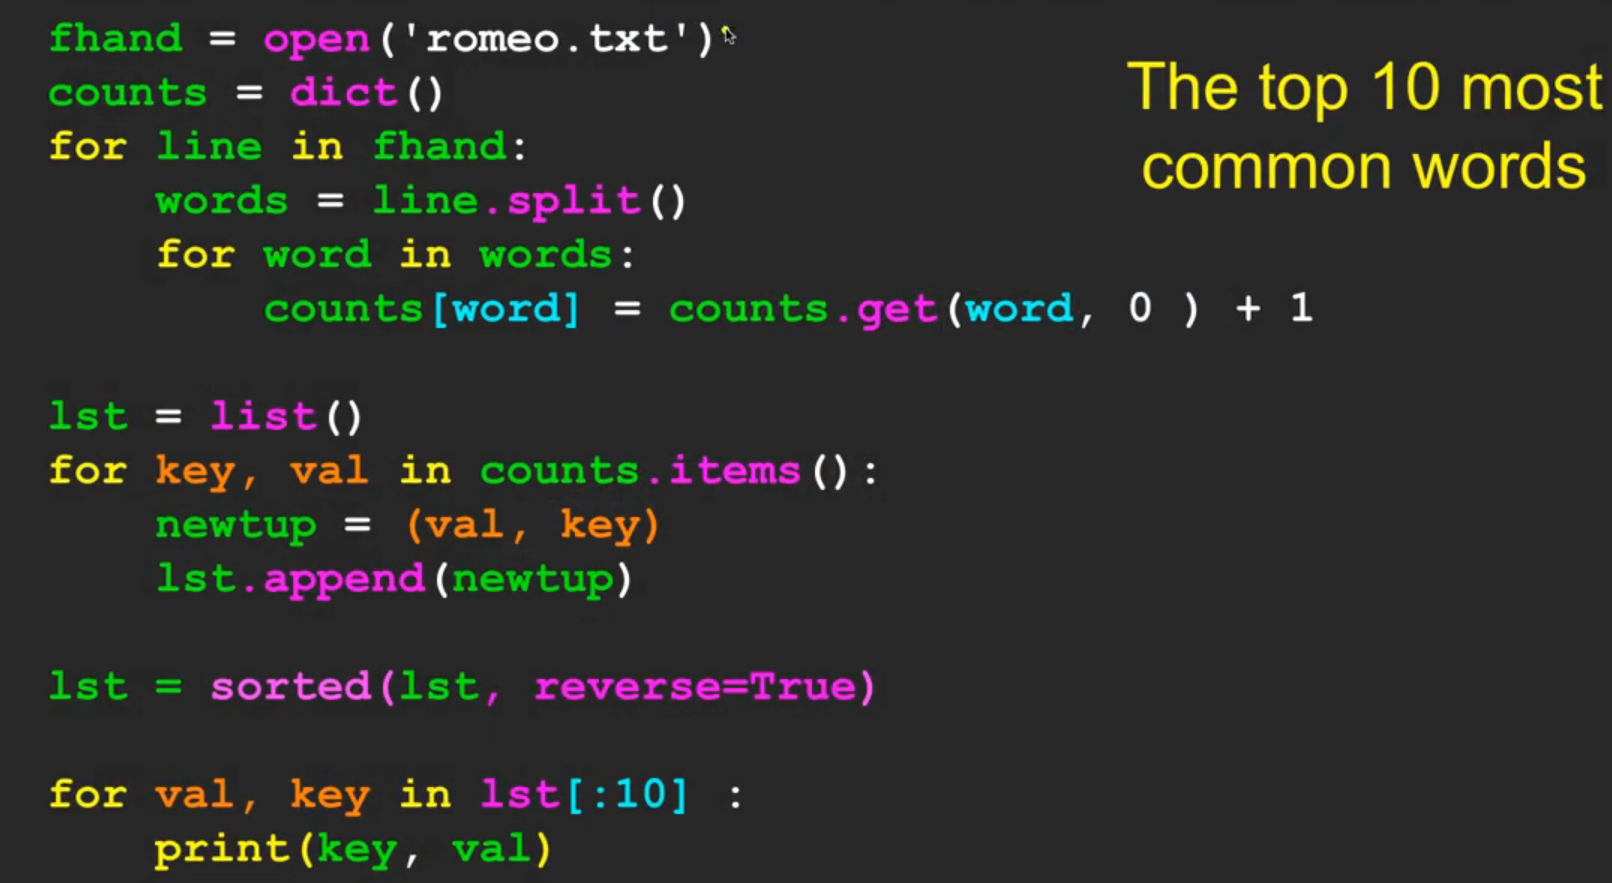 fhand = open('romeo.txt')
counts = dict()
for line in fhand:
    words = line.split()
    for word in words:
        counts[word] = counts.get(word, 0 ) + 1
lst = list()
for key, val in counts.items():
    newtup = (val, key)
    lst.append(newtup)
lst = sorted(lst, reverse=True)
for val, key in lst[:10] :
    print(key, val)
The top 10 most
common words